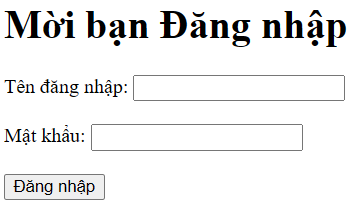 Mời bạn Đăng nhập
Tên đăng nhập:
Mật khẩu:
Đăng nhập